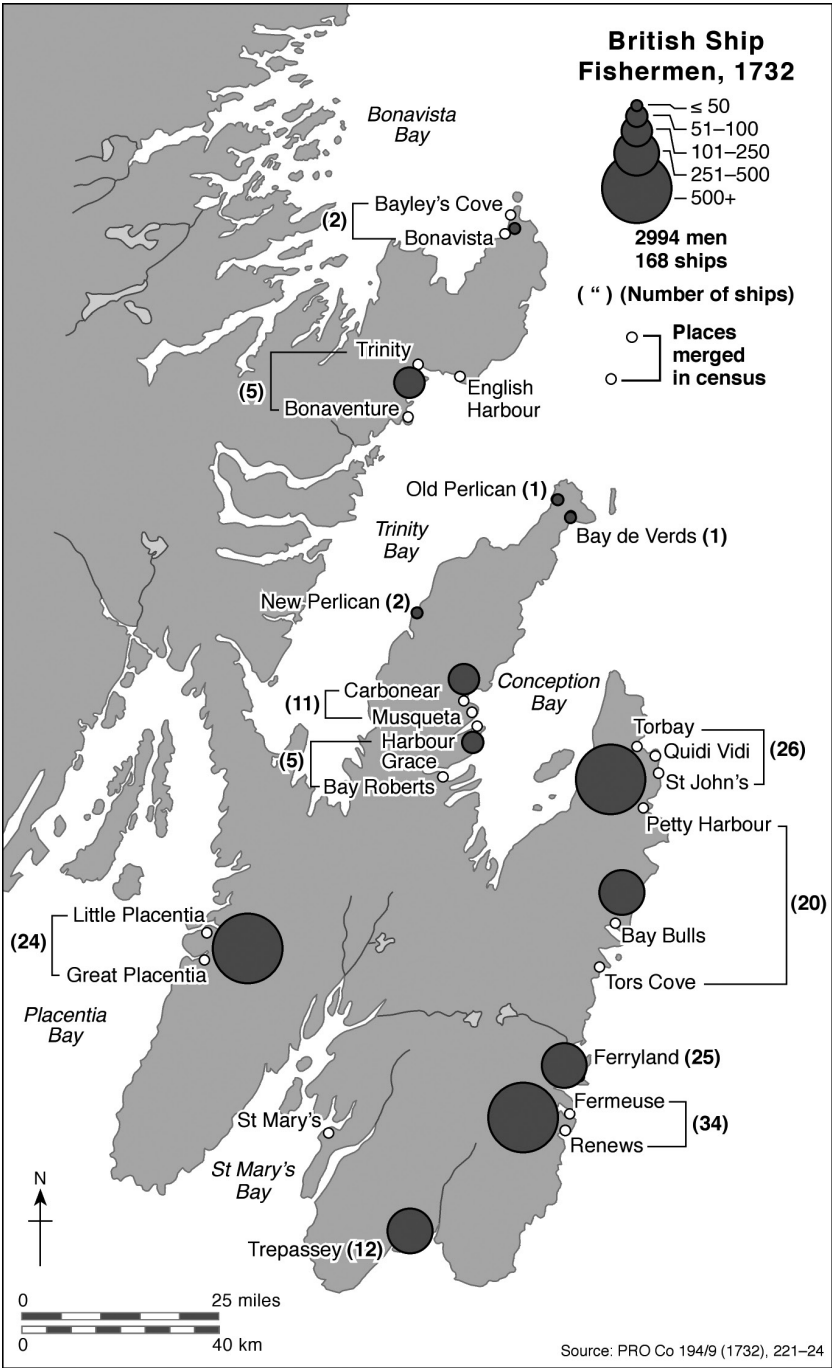 British Ship
Fishermen, 1732
≤ 50
51–100
101–250
251–500
500+
2994 men
168 ships
( “ ) (Number of ships)
Places
merged
in census
Bonavista
Bay
Bayley's Cove
(2)
Bonavista
Trinity
(5)
English
Harbour
Bonaventure
Old Perlican (1)
Trinity
Bay
Bay de Verds (1)
New Perlican (2)
Conception
Bay
Carbonear
(11)
Musqueta
Harbour
Grace
(5)
Bay Roberts
Torbay
Quidi Vidi
(26)
St John's
Petty Harbour
(20)
Bay Bulls
Tors Cove
Little Placentia
(24)
Great Placentia
Placentia
Bay
Ferryland (25)
Fermeuse
(34)
Renews
St Mary's
St Mary's
Bay
Trepassey (12)
N
0 25 miles
0 40 km
Source: PRO Co 194/9 (1732), 221–24